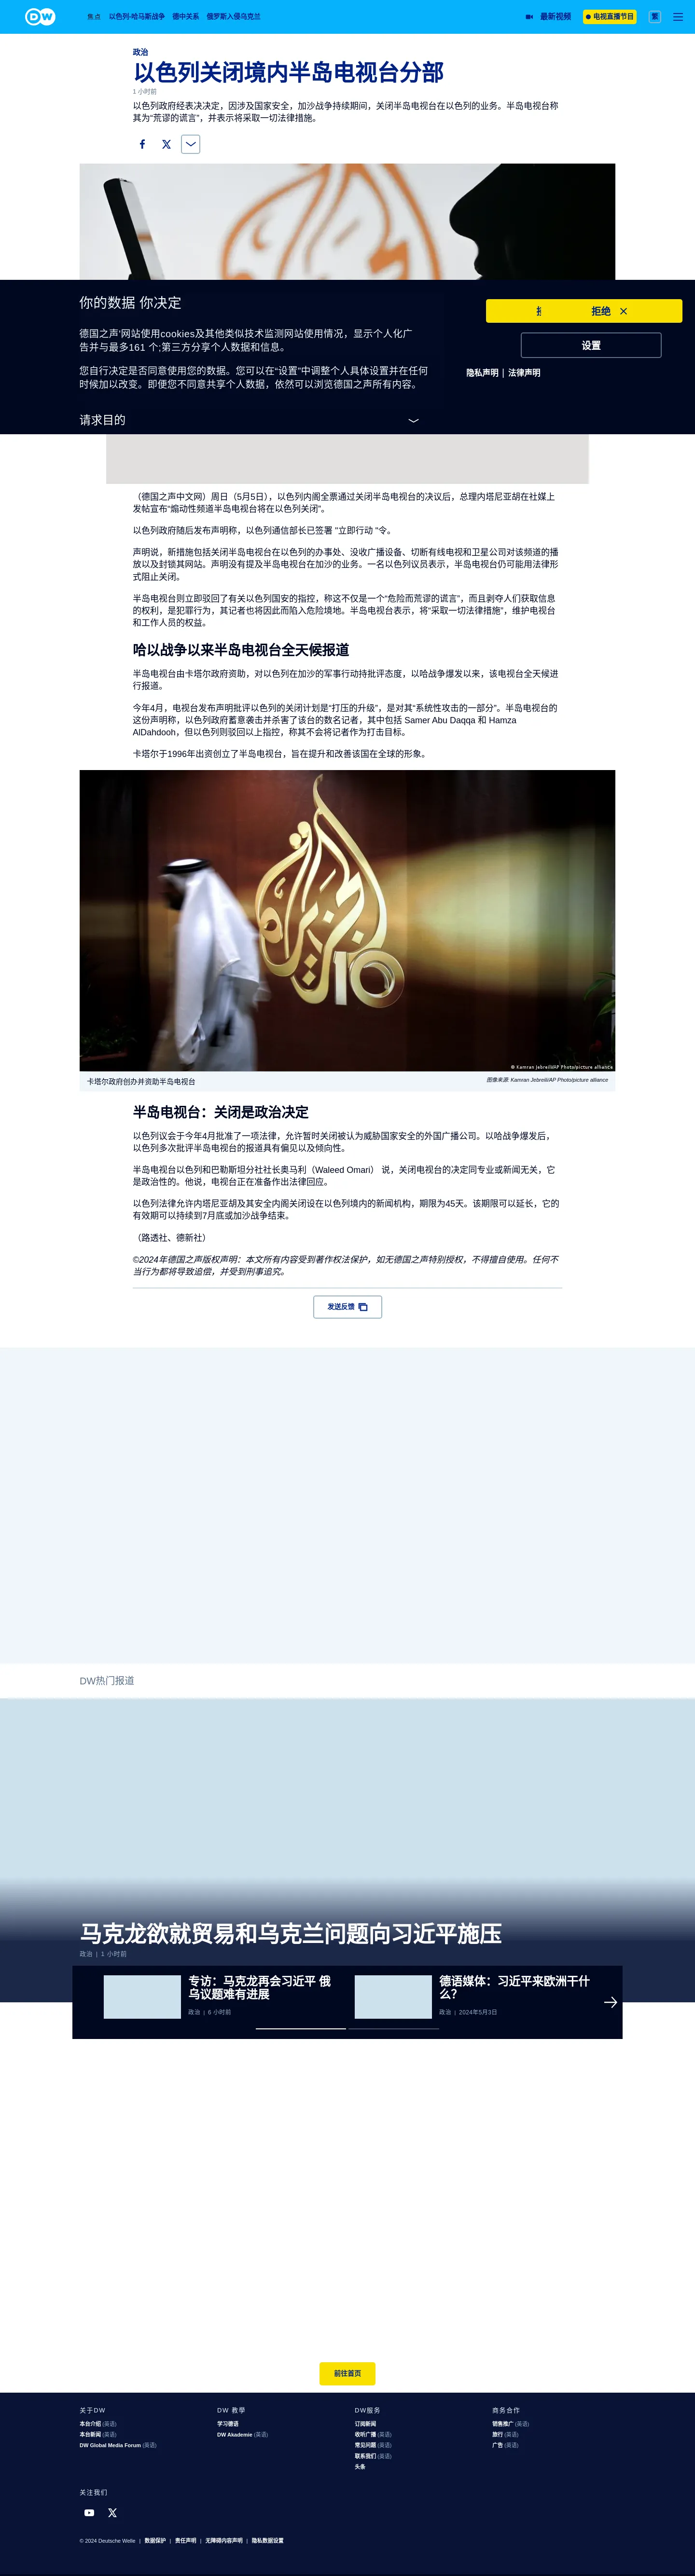 DW
焦点 以色列-哈马斯战争 德中关系 俄罗斯入侵乌克兰
最新视频 电视直播节目 繁
政治
以色列关闭境内半岛电视台分部
1 小时前
以色列政府经表决决定，因涉及国家安全，加沙战争持续期间，关闭半岛电视台在以色列的业务。半岛电视台称
其为“荒谬的谎言”，并表示将采取一切法律措施。
你的数据 你决定
德国之声'网站使用cookies及其他类似技术监测网站使用情况，显示个人化广
告并与最多161 个;第三方分享个人数据和信息。
您自行决定是否同意使用您的数据。您可以在“设置”中调整个人具体设置并在任何
时候加以改变。即便您不同意共享个人数据，依然可以浏览德国之声所有内容。
请求目的
拒绝
设置
隐私声明 | 法律声明
（德国之声中文网）周日（5月5日），以色列内阁全票通过关闭半岛电视台的决议后，总理内塔尼亚胡在社媒上
发帖宣布“煽动性频道半岛电视台将在以色列关闭”。
以色列政府随后发布声明称，以色列通信部长已签署 "立即行动 "令。
声明说，新措施包括关闭半岛电视台在以色列的办事处、没收广播设备、切断有线电视和卫星公司对该频道的播
放以及封锁其网站。声明没有提及半岛电视台在加沙的业务。一名以色列议员表示，半岛电视台仍可能用法律形
式阻止关闭。
半岛电视台则立即驳回了有关以色列国安的指控，称这不仅是一个“危险而荒谬的谎言”，而且剥夺人们获取信息
的权利，是犯罪行为，其记者也将因此而陷入危险境地。半岛电视台表示，将“采取一切法律措施”，维护电视台
和工作人员的权益。
哈以战争以来半岛电视台全天候报道
半岛电视台由卡塔尔政府资助，对以色列在加沙的军事行动持批评态度，以哈战争爆发以来，该电视台全天候进
行报道。
今年4月，电视台发布声明批评以色列的关闭计划是“打压的升级”，是对其“系统性攻击的一部分”。半岛电视台的
这份声明称，以色列政府蓄意袭击并杀害了该台的数名记者，其中包括 Samer Abu Daqqa 和 Hamza
AlDahdooh，但以色列则驳回以上指控，称其不会将记者作为打击目标。
卡塔尔于1996年出资创立了半岛电视台，旨在提升和改善该国在全球的形象。
الجزيرة
10
© Kamran Jebreili/AP Photo/picture alliance
卡塔尔政府创办并资助半岛电视台
图像来源: Kamran Jebreili/AP Photo/picture alliance
半岛电视台：关闭是政治决定
以色列议会于今年4月批准了一项法律，允许暂时关闭被认为威胁国家安全的外国广播公司。以哈战争爆发后，
以色列多次批评半岛电视台的报道具有偏见以及倾向性。
半岛电视台以色列和巴勒斯坦分社社长奥马利（Waleed Omari） 说，关闭电视台的决定同专业或新闻无关，它
是政治性的。他说，电视台正在准备作出法律回应。
以色列法律允许内塔尼亚胡及其安全内阁关闭设在以色列境内的新闻机构，期限为45天。该期限可以延长，它的
有效期可以持续到7月底或加沙战争结束。
（路透社、德新社）
©2024年德国之声版权声明：本文所有内容受到著作权法保护，如无德国之声特别授权，不得擅自使用。任何不
当行为都将导致追偿，并受到刑事追究。
发送反馈
DW热门报道
马克龙欲就贸易和乌克兰问题向习近平施压
政治 | 1 小时前
专访：马克龙再会习近平 俄
乌议题难有进展
政治 | 6 小时前
德语媒体：习近平来欧洲干什
么？
政治 | 2024年5月3日
前往首页
关于DW
本台介绍 (英语)
本台新闻 (英语)
DW Global Media Forum (英语)
DW 教學
学习德语
DW Akademie (英语)
DW服务
订阅新闻
收听广播 (英语)
常见问题 (英语)
联系我们 (英语)
头条
商务合作
销售推广 (英语)
旅行 (英语)
广告 (英语)
关注我们
© 2024 Deutsche Welle | 数据保护 | 责任声明 | 无障碍内容声明 | 隐私数据设置